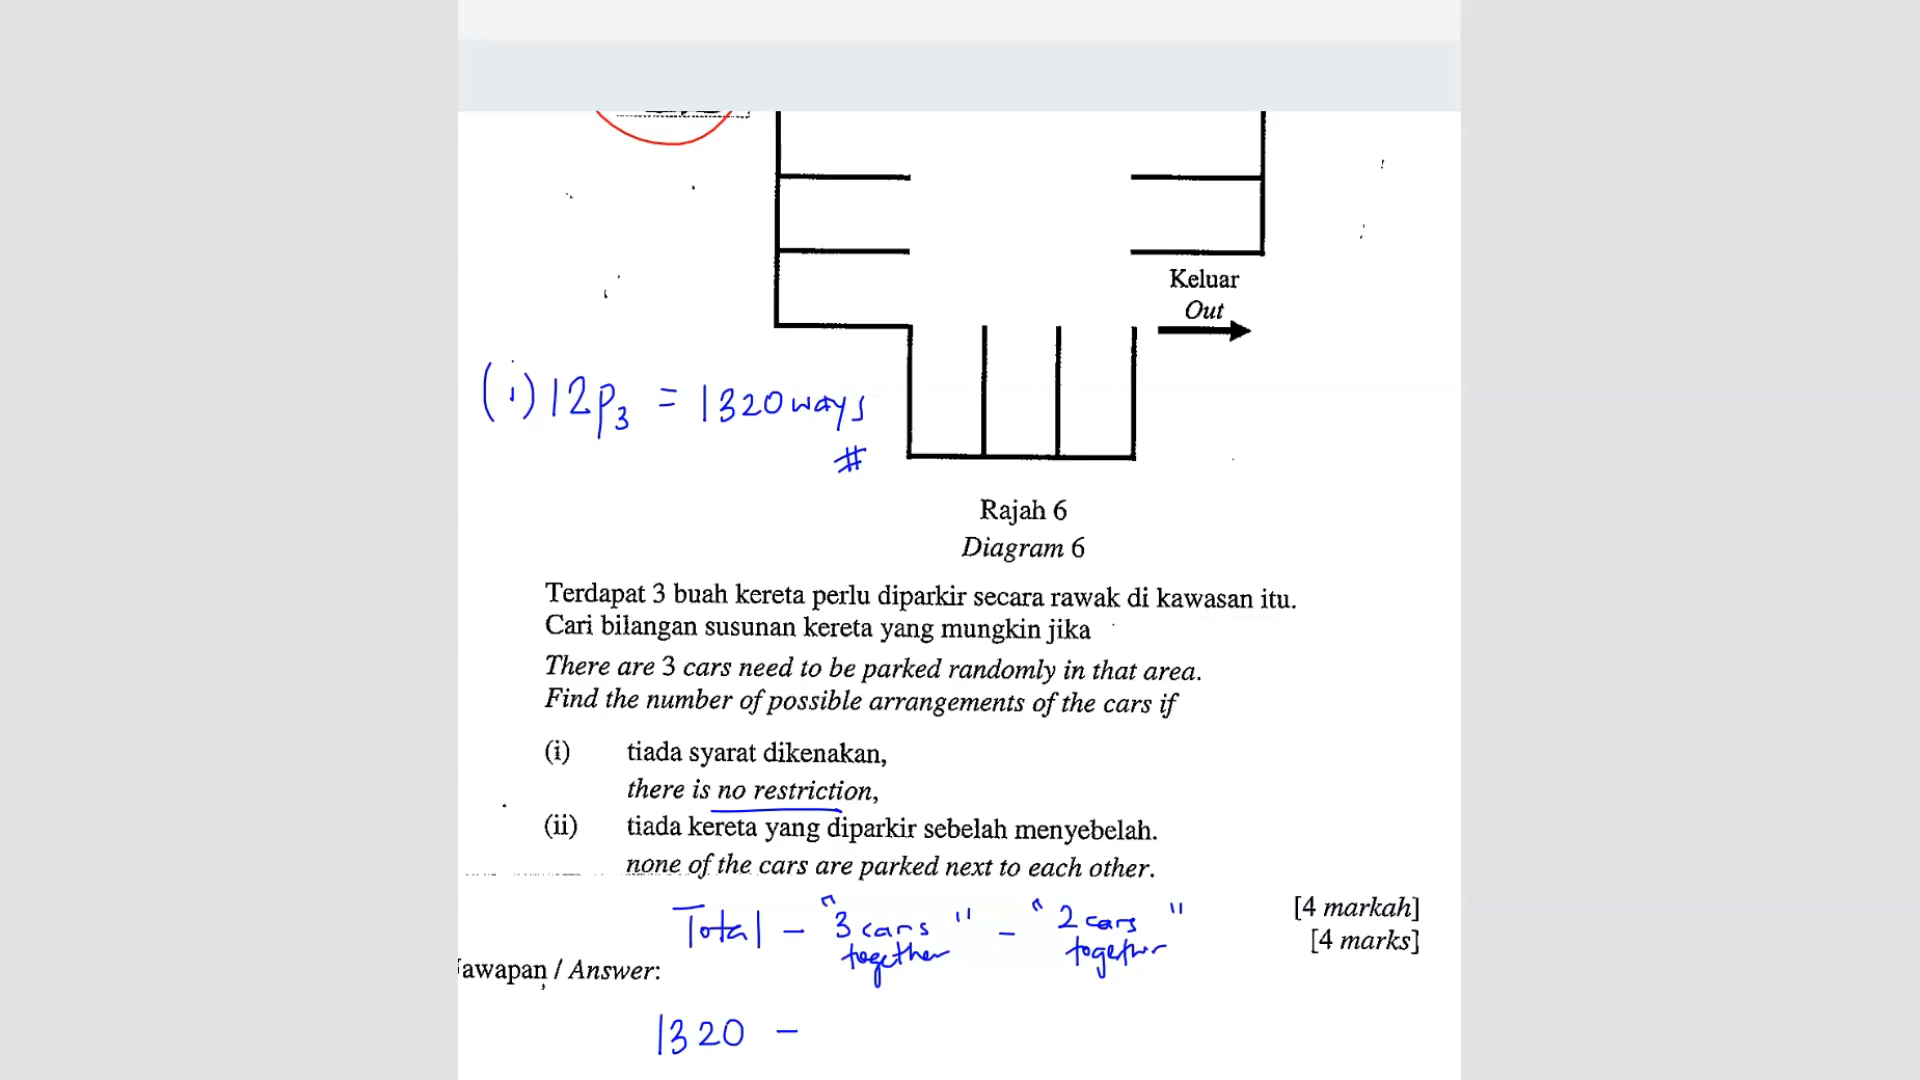 Keluar
Out
(i) 12P3 = 1320 ways
#
Rajah 6
Diagram 6
Terdapat 3 buah kereta perlu diparkir secara rawak di kawasan itu.
Cari bilangan susunan kereta yang mungkin jika
There are 3 cars need to be parked randomly in that area.
Find the number of possible arrangements of the cars if
(i) tiada syarat dikenakan,
there is no restriction,
(ii) tiada kereta yang diparkir sebelah menyebelah.
none of the cars are parked next to each other.
[4 markah]
[4 marks]
Total - "3 cars together" - "2 cars together"
awapan / Answer:
1320 -